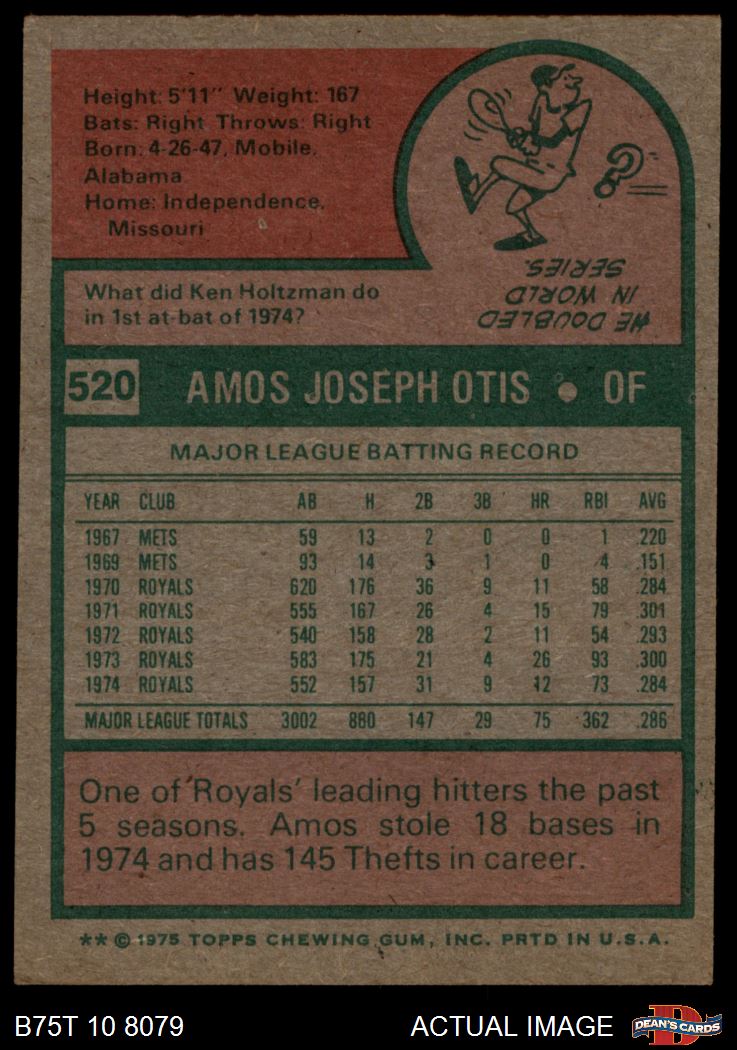 Height: 5'11" Weight: 167
Bats: Right Throws: Right
Born: 4-26-47, Mobile,
Alabama
Home: Independence,
Missouri
What did Ken Holtzman do
in 1st at-bat of 1974?
HE DOUBLED
IN WORLD
SERIES.
520 AMOS JOSEPH OTIS • OF
MAJOR LEAGUE BATTING RECORD
YEAR CLUB AB H 2B 3B HR RBI AVG
1967 METS 59 13 2 0 0 1 .220
1969 METS 93 14 3 1 0 4 .151
1970 ROYALS 620 176 36 9 11 58 .284
1971 ROYALS 555 167 26 4 15 79 .301
1972 ROYALS 540 158 28 2 11 54 .293
1973 ROYALS 583 175 21 4 26 93 .300
1974 ROYALS 552 157 31 9 12 73 .284
MAJOR LEAGUE TOTALS 3002 860 147 29 75 362 .286
One of Royals' leading hitters the past
5 seasons. Amos stole 18 bases in
1974 and has 145 Thefts in career.
** © 1975 TOPPS CHEWING GUM, INC. PRTD IN U.S.A.
B75T 10 8079 ACTUAL IMAGE D DEAN'S CARDS